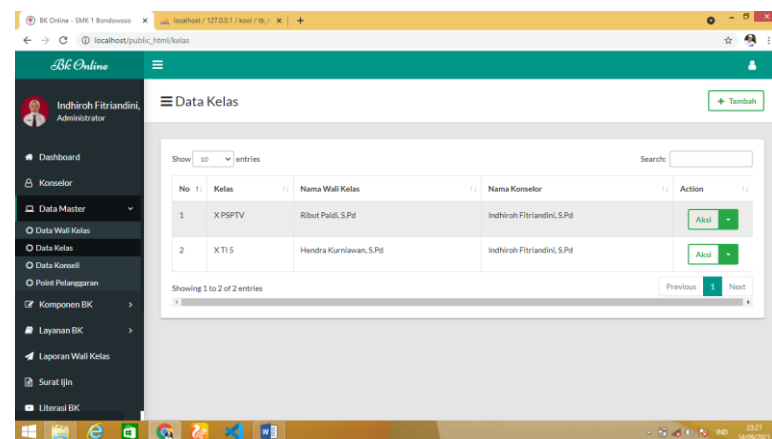 BK Online - SMK 1 Bondowoso
localhost / 127.0.0.1 / kool / tb_
localhost/public_html/kelas
Bk Online
Indhiroh Fitriandini,
Administrator
Data Kelas
+ Tambah
Dashboard
Konselor
Data Master
Data Wali Kelas
Data Kelas
Data Konseli
Point Pelanggaran
Komponen BK
Layanan BK
Laporan Wali Kelas
Surat Ijin
Literasi BK
Show 10 entries
Search:
No Kelas Nama Wali Kelas Nama Konselor Action
1 X PSPTV Ribut Paidi, S.Pd Indhiroh Fitriandini, S.Pd Aksi
2 X TI 5 Hendra Kurniawan, S.Pd Indhiroh Fitriandini, S.Pd Aksi
Showing 1 to 2 of 2 entries
Previous 1 Next
IND
23:27
14/09/2021